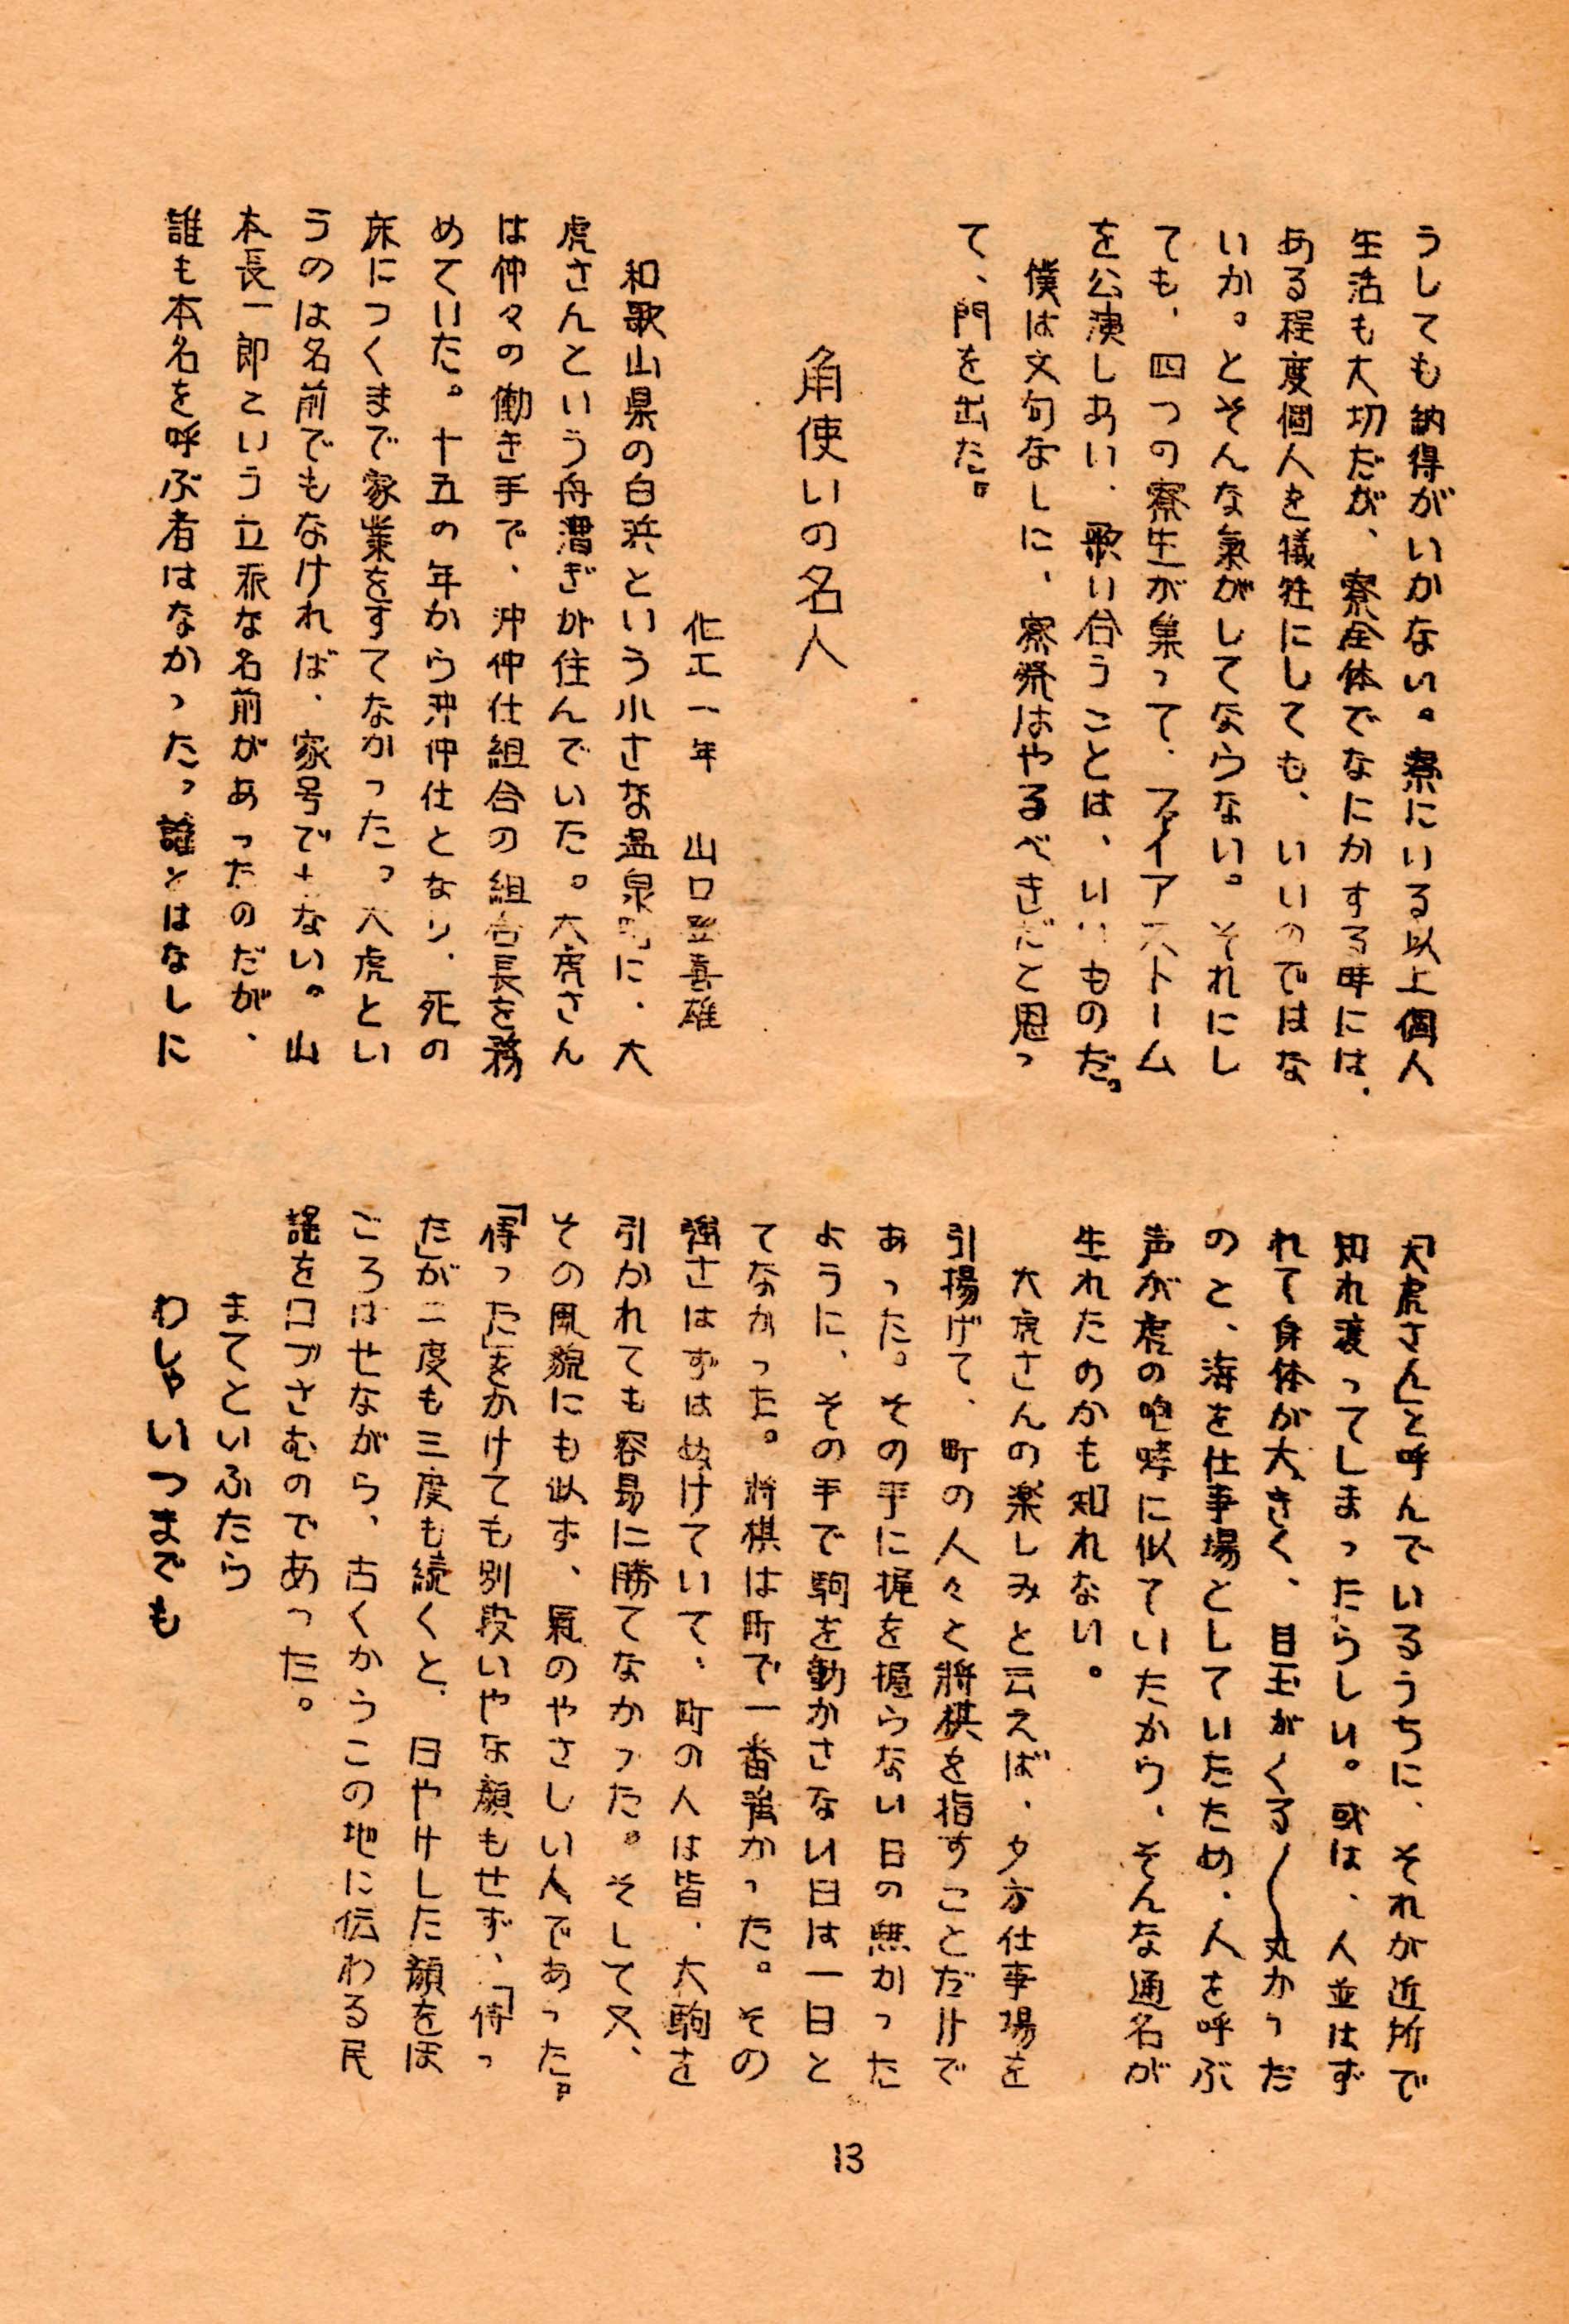 うしても納得がいかない。寮にいる以上個人
生活も大切だが、寮全体でなにかする時には、
ある程度個人を犠牲にしても、いいのではな
いか。とそんな氣がしてならない。それにし
ても、四つの寮生が集って、ファイアストーム
を公演しあい、歌い合うことは、いいものだ。
僕は文句なしに、寮祭はやるべきだと思っ
て、門を出た。
角使いの名人
化工一年　山口登喜雄
和歌山県の白浜という小さな温泉町に、大
虎さんという舟漕ぎが住んでいた。大虎さん
は仲々の働き手で、沖仲仕組合の組合長を務
めていた。十五の年から沖仲仕となり、死の
床につくまで家業をすてなかった。大虎とい
うのは名前でもなければ、家号でもない。山
本長一郎という立派な名前があったのだが、
誰も本名を呼ぶ者はなかった。誰とはなしに
「大虎さん」と呼んでいるうちに、それが近所で
知れ渡ってしまったらしい。或は、人並はず
れて身体が大きく、目玉がくる〳〵丸かった
のと、海を仕事場としていたため、人を呼ぶ
声が虎の咆哮に似ていたから、そんな通名が
生れたのかも知れない。
大虎さんの楽しみと云えば、夕方仕事場を
引揚げて、町の人々と將棋を指すことだけで
あった。その手に梶を握らない日の無かった
ように、その手で駒を動かさない日は一日と
てなかった。將棋は町で一番強かった。その
強さはずばぬけていて、町の人は皆、大駒を
引かれても容易に勝てなかった。そして又、
その風貌にも似ず、氣のやさしい人であった。
「待った」をかけても別段いやな顔もせず、「待っ
た」が二度も三度も続くと、日やけした顔をほ
ころばせながら、古くからこの地に伝わる民
謡を口ブさむのであった。
まてといふたら
わしゃいつまでも
13